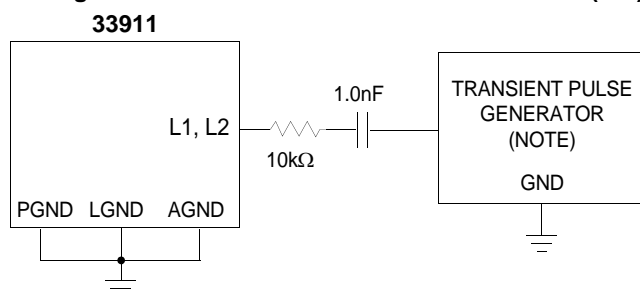 33911
1.0nF
L1, L2
10kΩ
TRANSIENT PULSE
GENERATOR
(NOTE)
GND
PGND LGND AGND